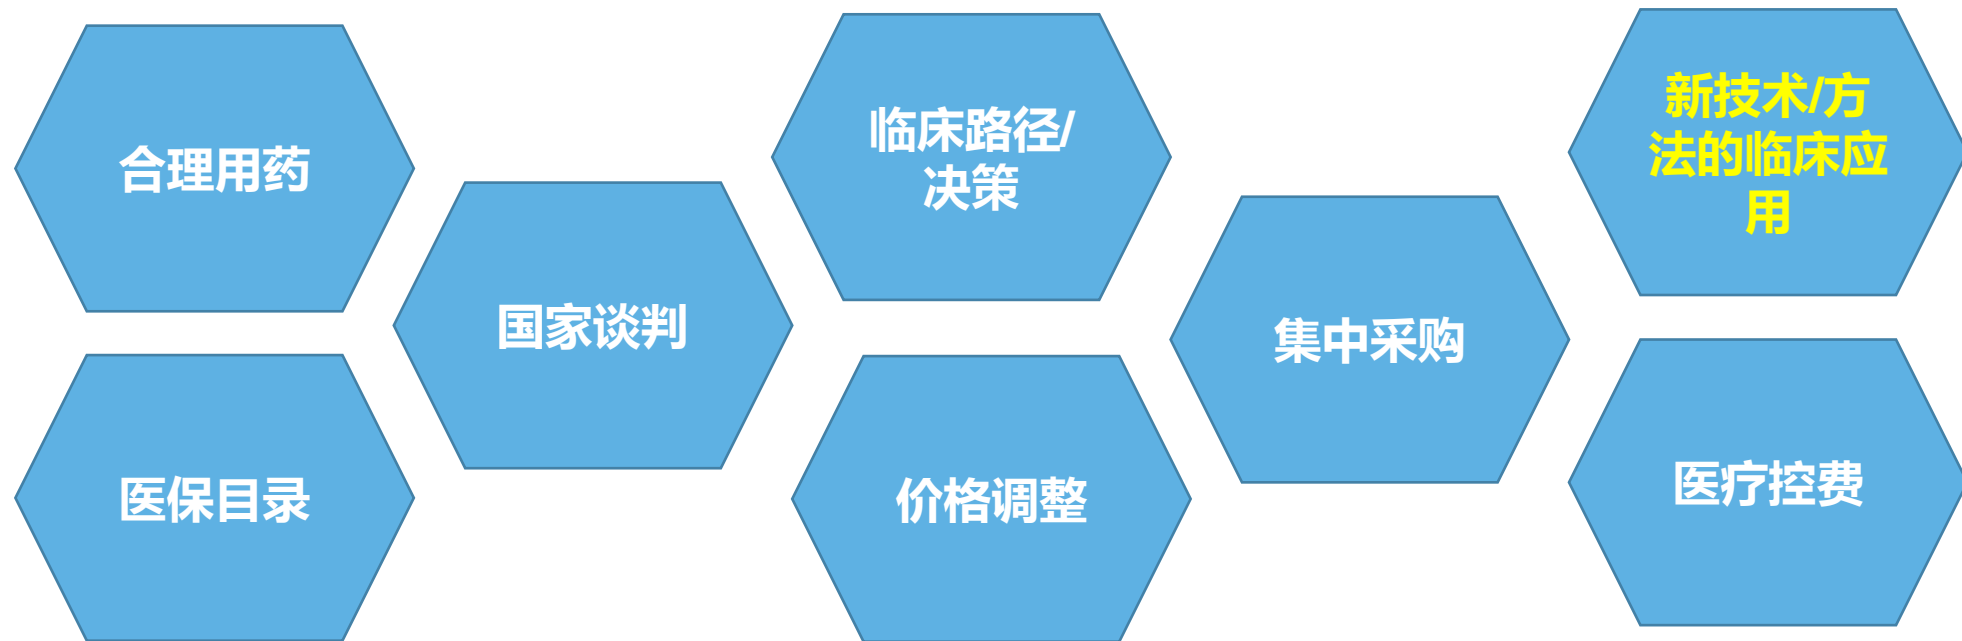 合理用药
医保目录
国家谈判
临床路径/
决策
价格调整
集中采购
新技术/方
法的临床应
用
医疗控费